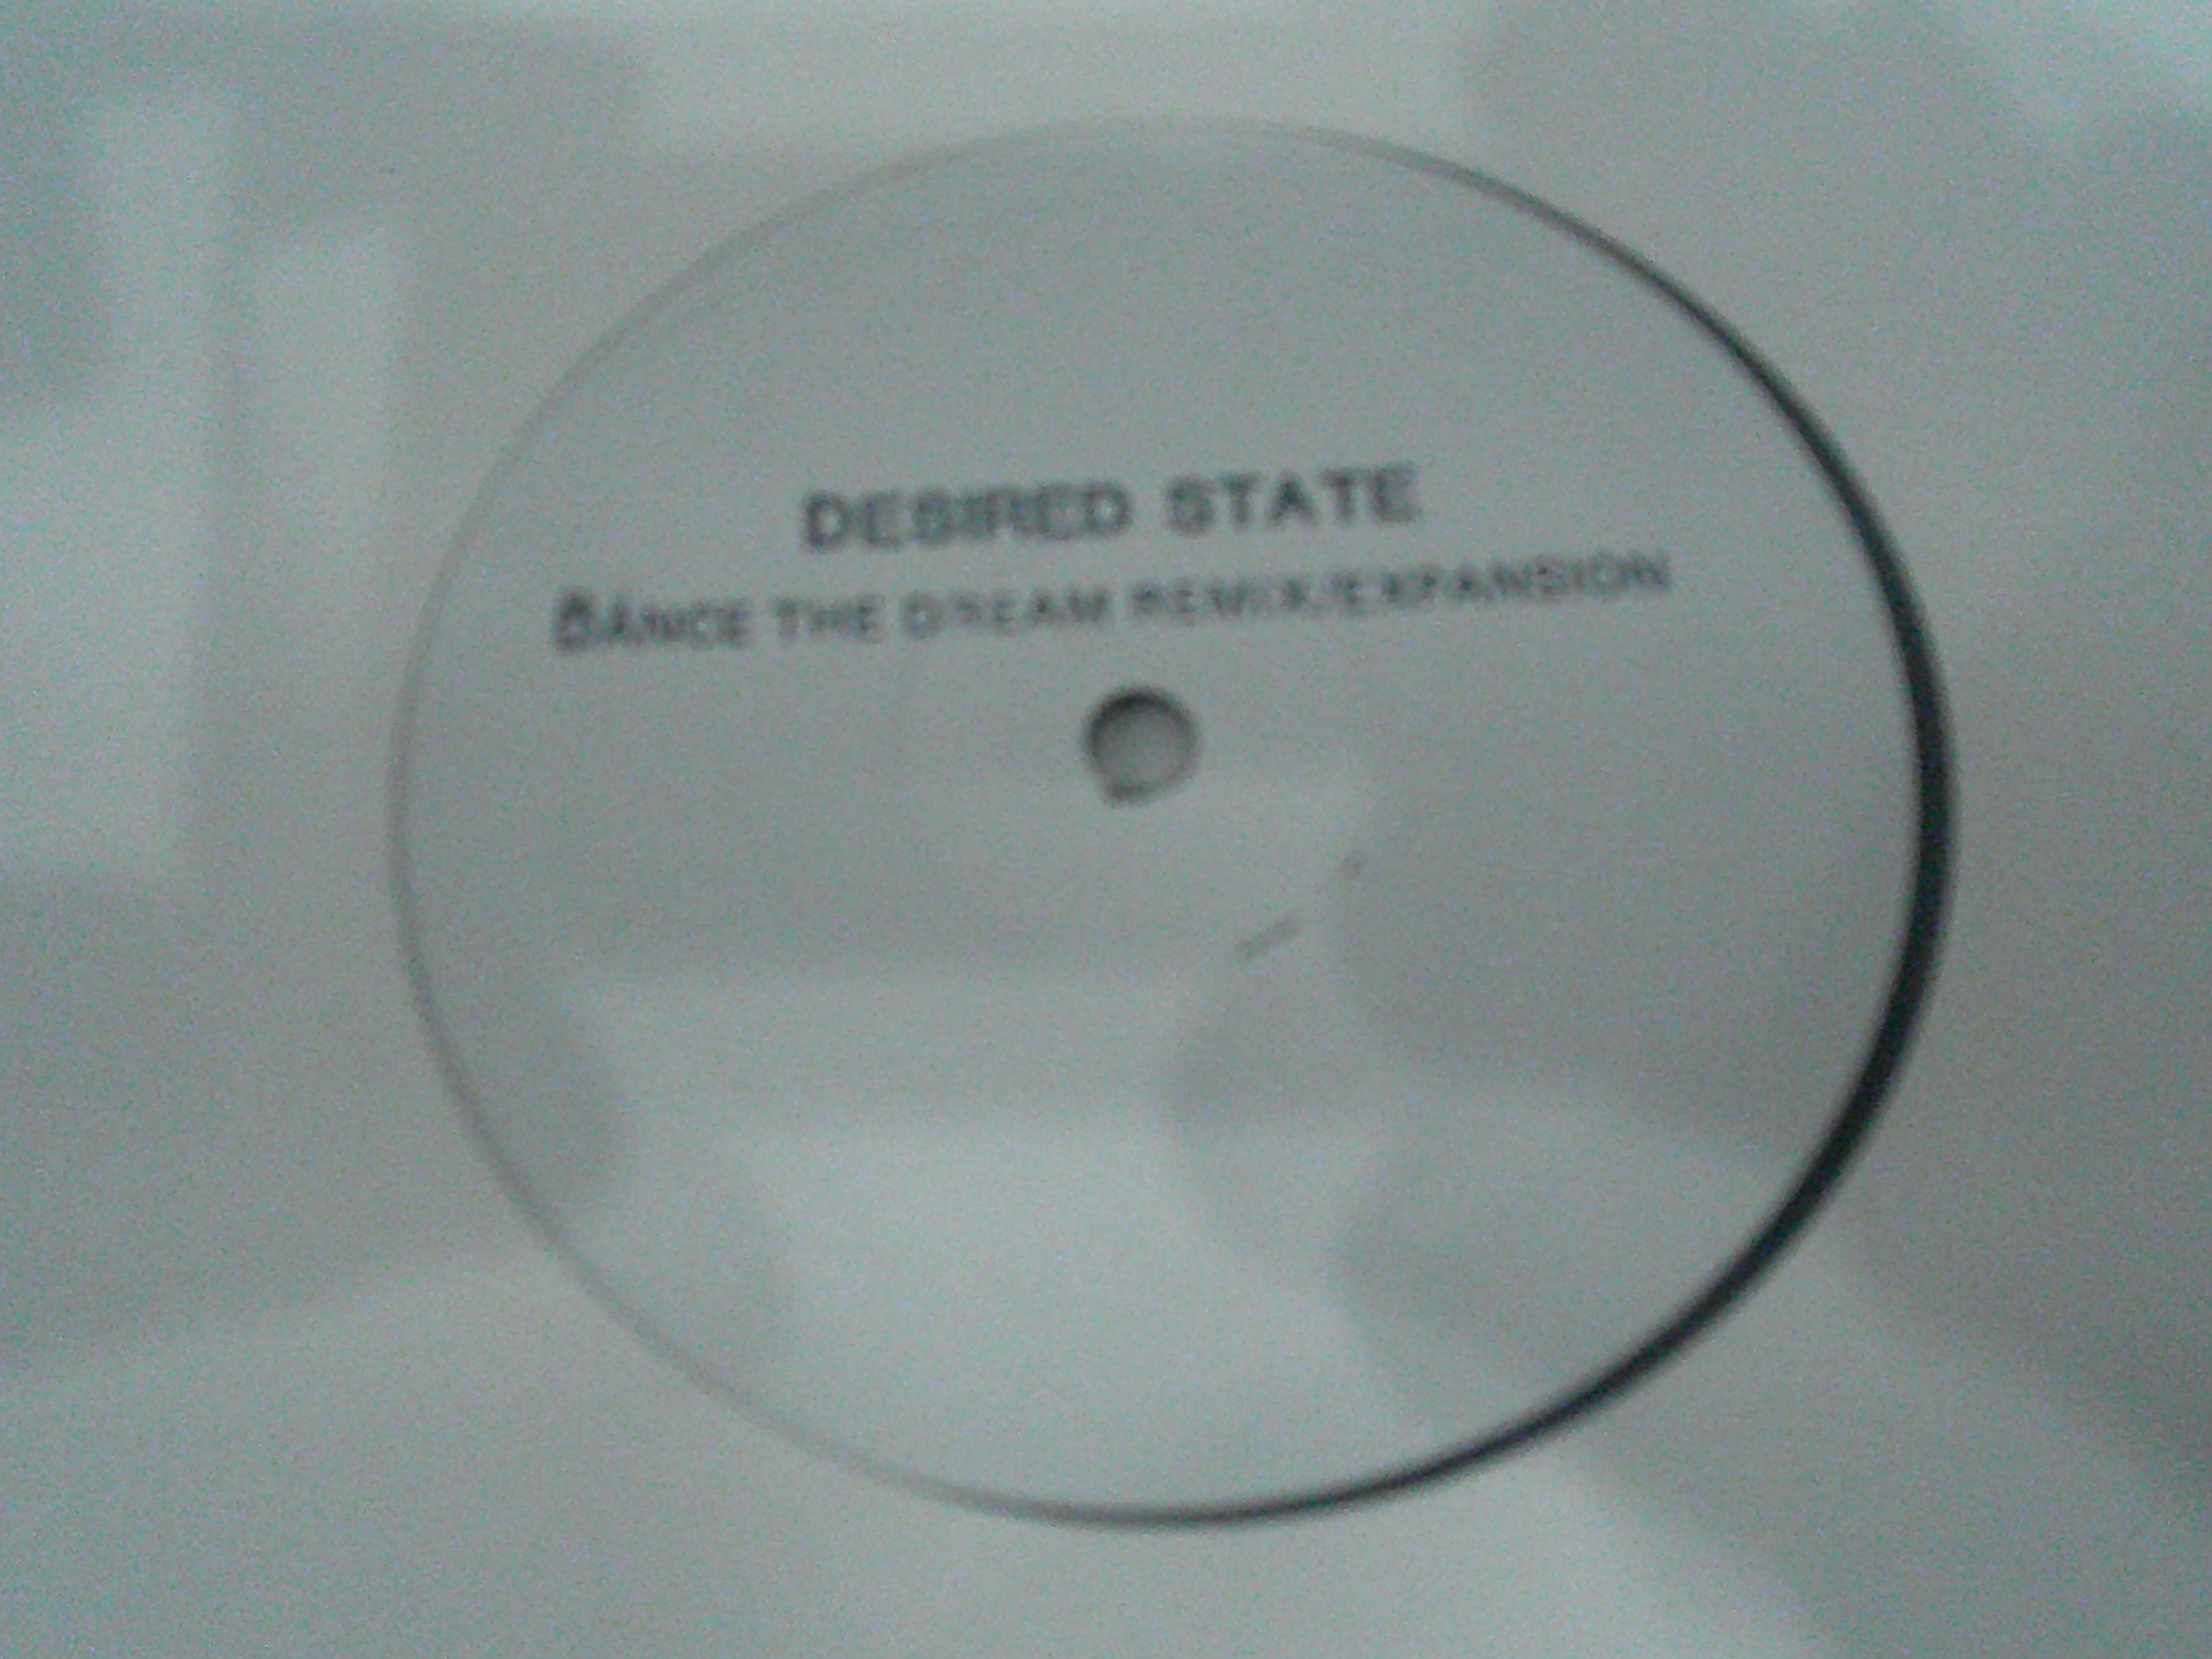 DESIRED STATE
DANCE THE DREAM REMIX/EXPANSION